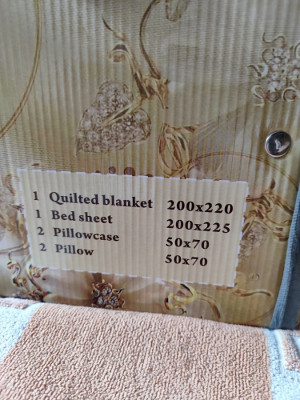 1 Quilted blanket 200x220
1 Bed sheet 200x225
2 Pillowcase 50x70
2 Pillow 50x70